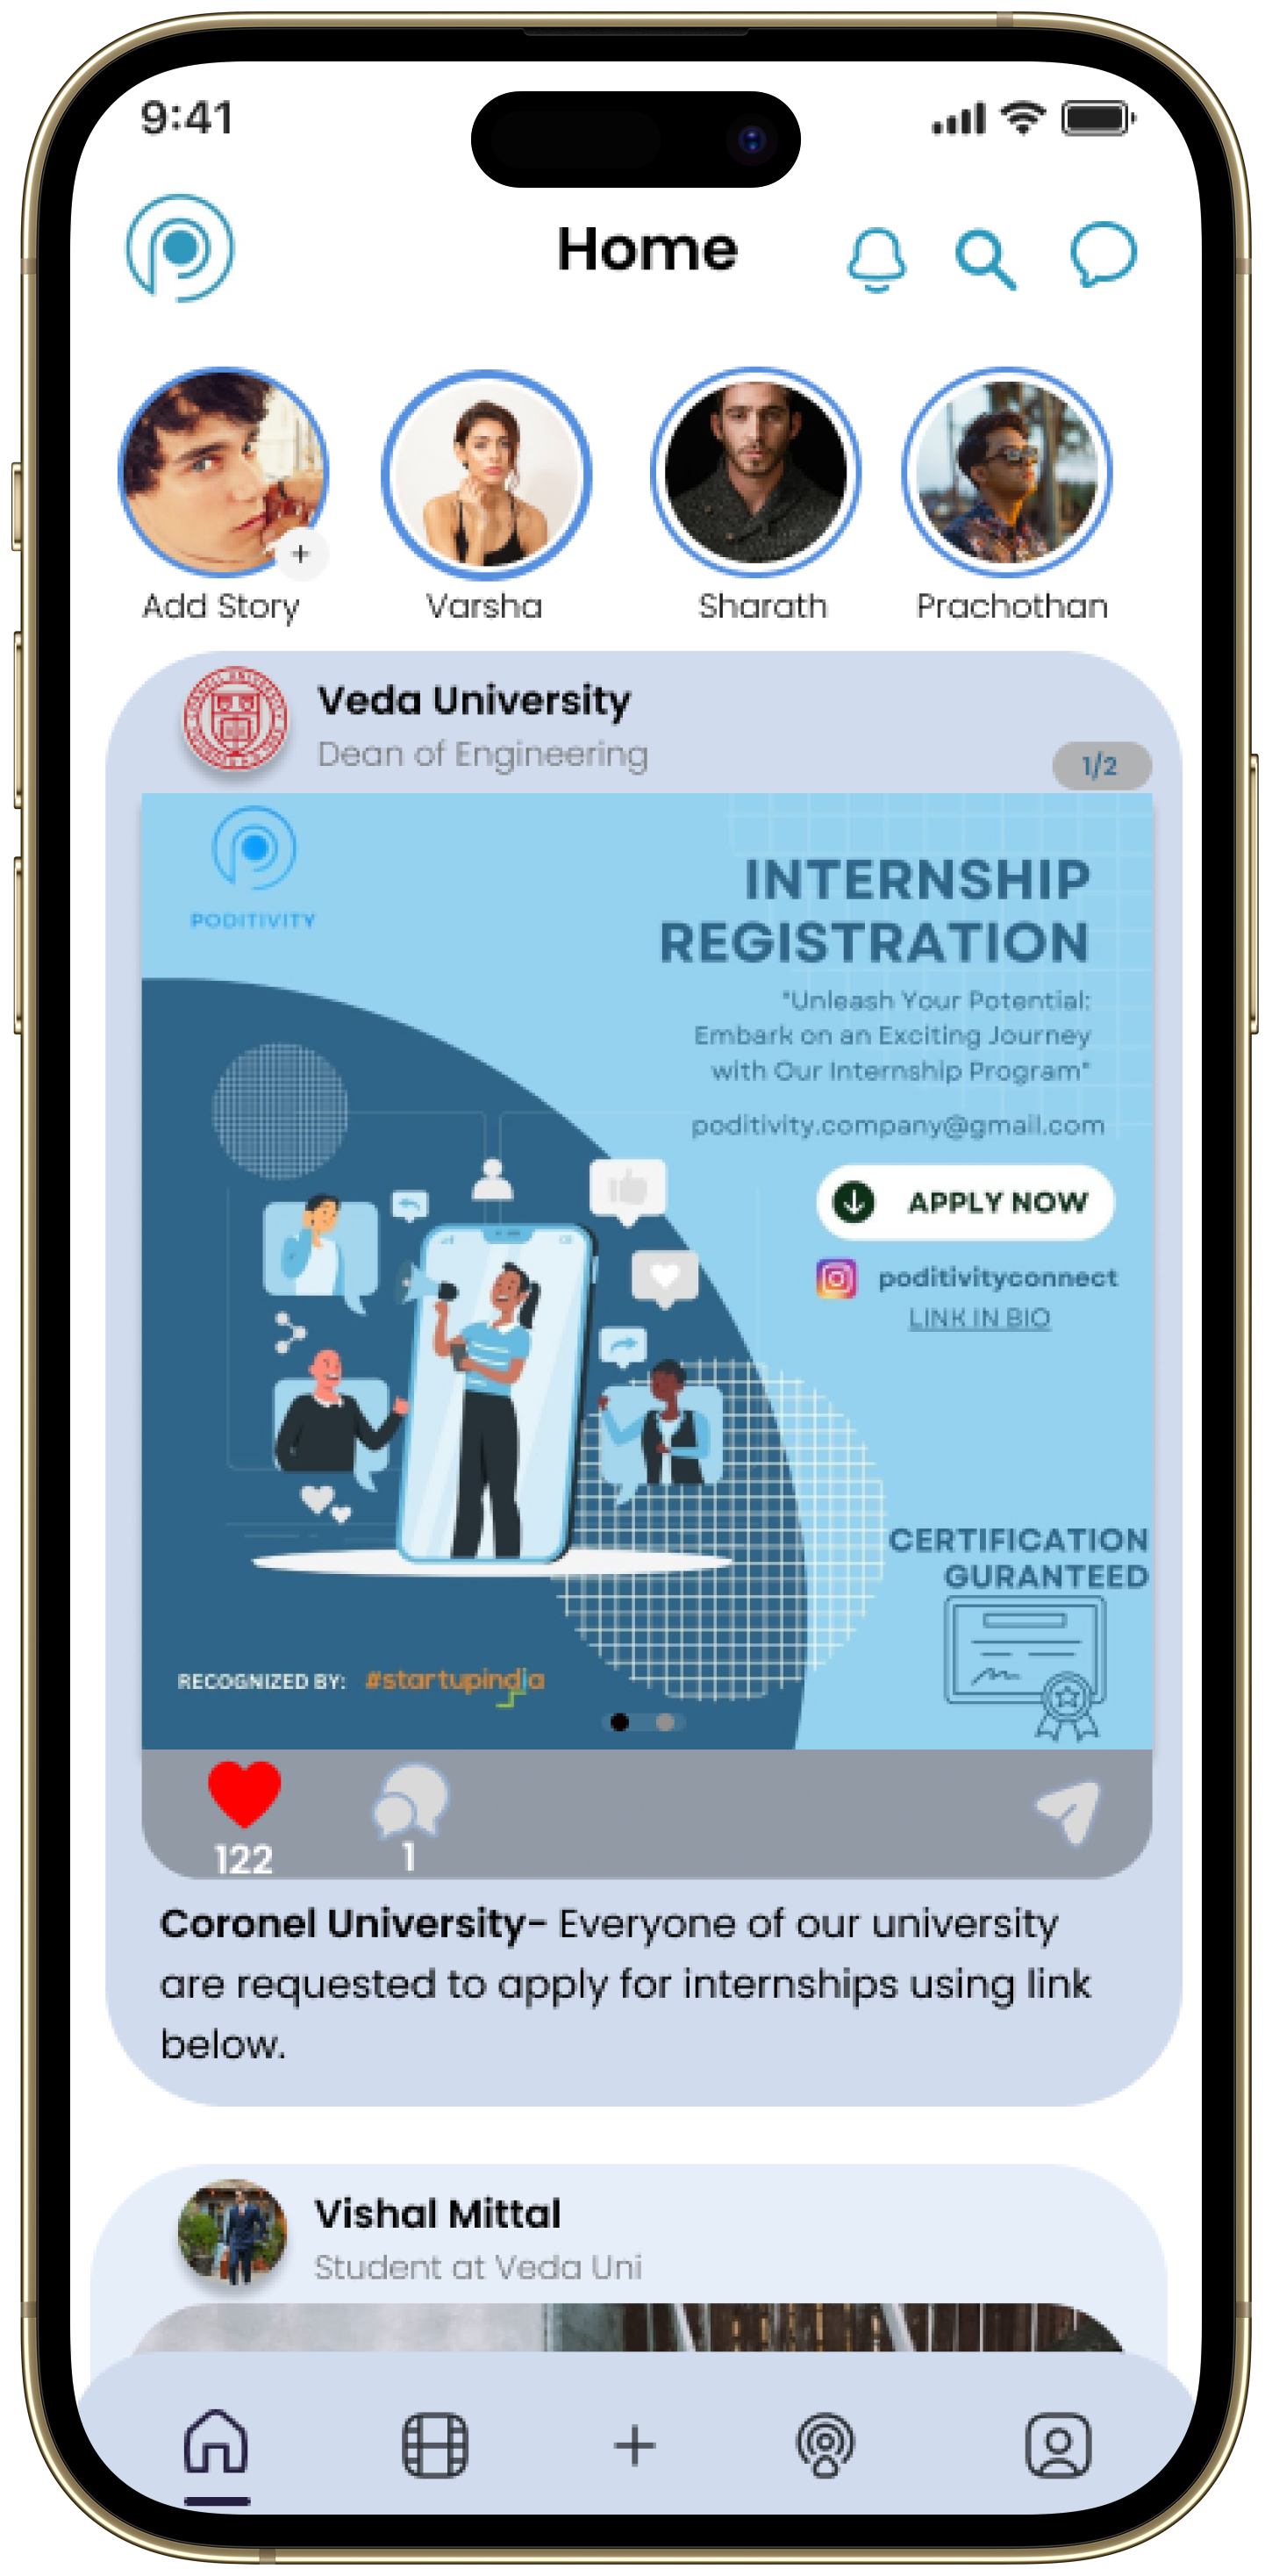 9:41
Home
Add Story
Varsha
Sharath
Prachothan
Veda University
Dean of Engineering
1/2
PODITIVITY
INTERNSHIP
REGISTRATION
"Unleash Your Potential:
Embark on an Exciting Journey
with Our Internship Program"
poditivity.company@gmail.com
APPLY NOW
poditivityconnect
LINK IN BIO
CERTIFICATION
GURANTEED
RECOGNIZED BY: #startupindia
122
1
Coronel University- Everyone of our university
are requested to apply for internships using link
below.
Vishal Mittal
Student at Veda Uni